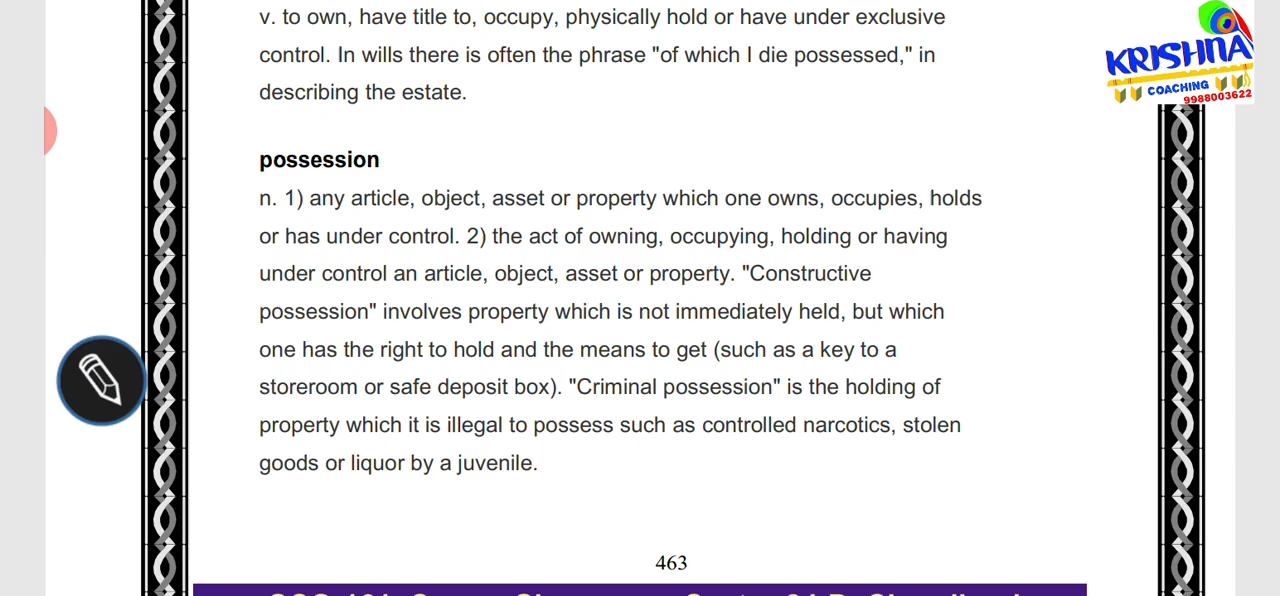 v. to own, have title to, occupy, physically hold or have under exclusive
control. In wills there is often the phrase "of which I die possessed," in
describing the estate.
KRISHNA
COACHING
9988003622
possession
n. 1) any article, object, asset or property which one owns, occupies, holds
or has under control. 2) the act of owning, occupying, holding or having
under control an article, object, asset or property. "Constructive
possession" involves property which is not immediately held, but which
one has the right to hold and the means to get (such as a key to a
storeroom or safe deposit box). "Criminal possession" is the holding of
property which it is illegal to possess such as controlled narcotics, stolen
goods or liquor by a juvenile.
463